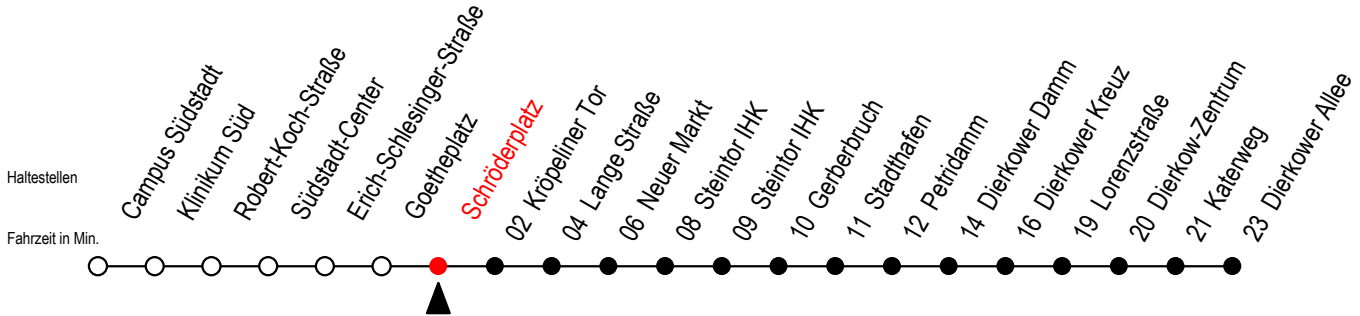 Haltestellen
Fahrzeit in Min.
Campus Südstadt
Klinikum Süd
Robert-Koch-Straße
Südstadt-Center
Erich-Schlesinger-Straße
Goetheplatz
Schröderplatz
02 Kröpeliner Tor
04 Lange Straße
06 Neuer Markt
08 Steintor IHK
09 Steintor IHK
10 Gerberbruch
11 Stadthafen
12 Petridamm
14 Dierkower Damm
16 Dierkower Kreuz
19 Lorenzstraße
20 Dierkow-Zentrum
21 Katenweg
23 Dierkower Allee